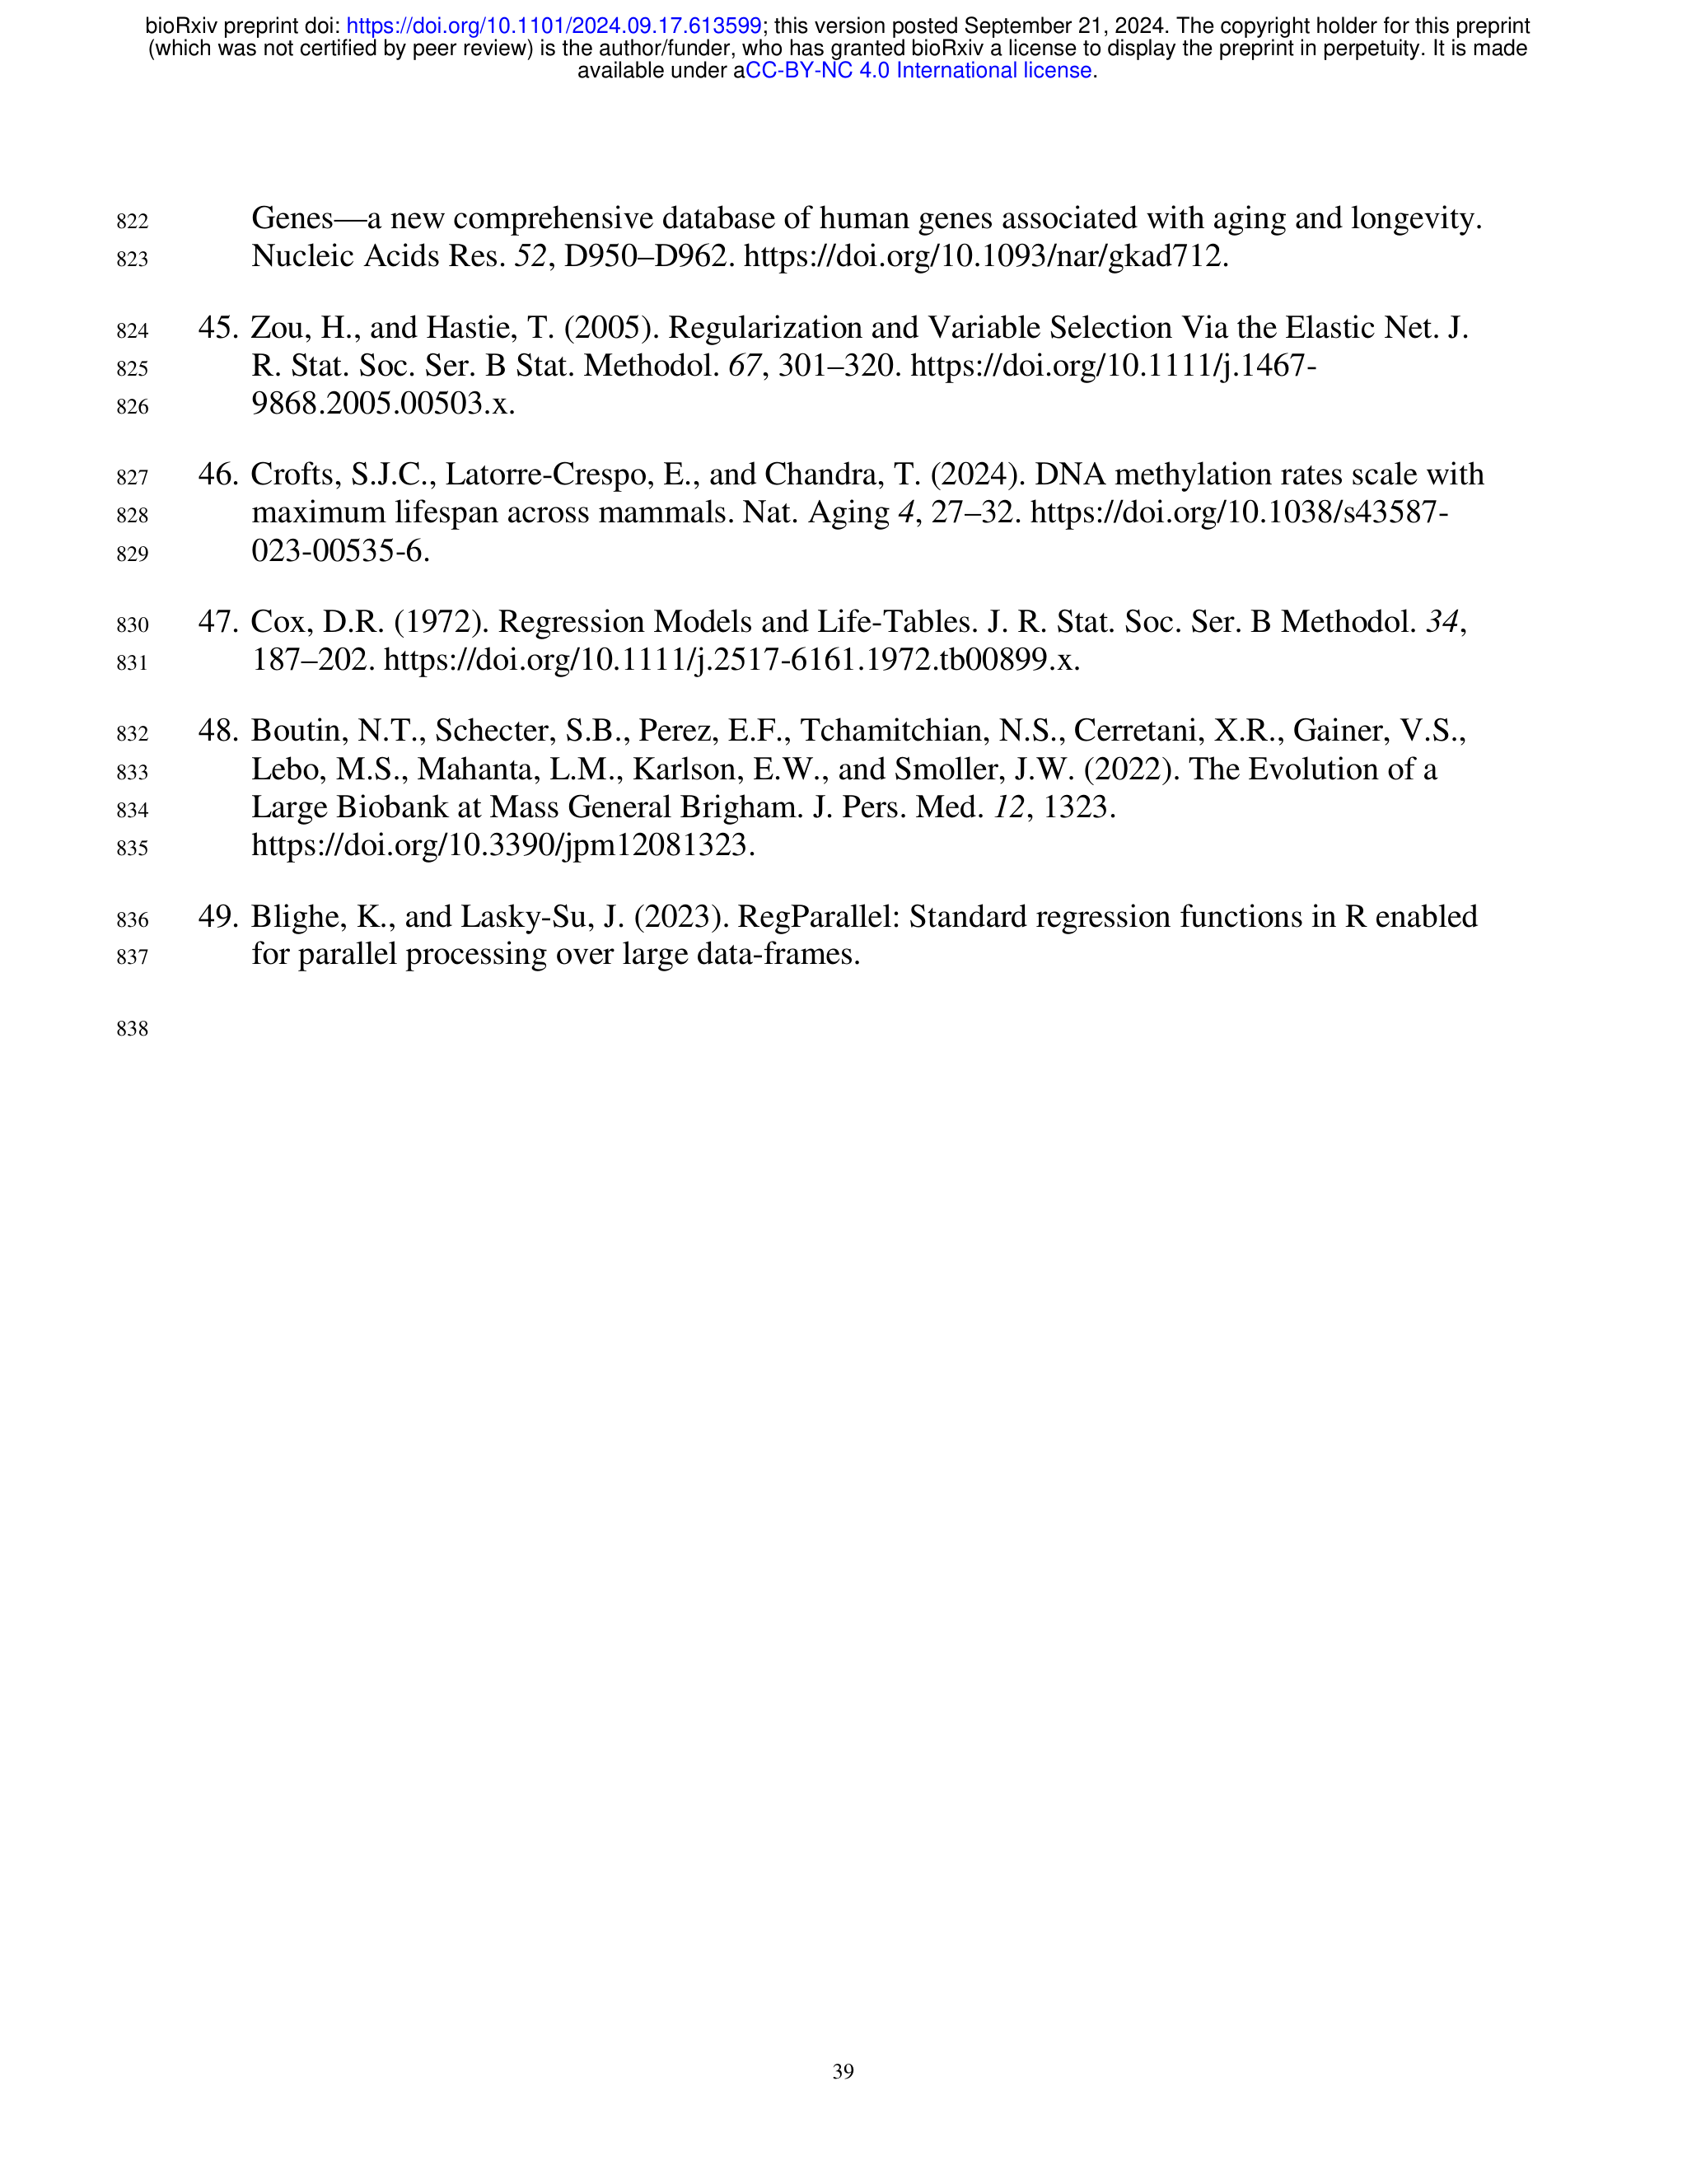 bioRxiv preprint doi: https://doi.org/10.1101/2024.09.17.613599; this version posted September 21, 2024. The copyright holder for this preprint
(which was not certified by peer review) is the author/funder, who has granted bioRxiv a license to display the preprint in perpetuity. It is made
available under aCC-BY-NC 4.0 International license.
822 Genes—a new comprehensive database of human genes associated with aging and longevity.
823 Nucleic Acids Res. 52, D950–D962. https://doi.org/10.1093/nar/gkad712.
824 45. Zou, H., and Hastie, T. (2005). Regularization and Variable Selection Via the Elastic Net. J.
825 R. Stat. Soc. Ser. B Stat. Methodol. 67, 301–320. https://doi.org/10.1111/j.1467-
826 9868.2005.00503.x.
827 46. Crofts, S.J.C., Latorre-Crespo, E., and Chandra, T. (2024). DNA methylation rates scale with
828 maximum lifespan across mammals. Nat. Aging 4, 27–32. https://doi.org/10.1038/s43587-
829 023-00535-6.
830 47. Cox, D.R. (1972). Regression Models and Life-Tables. J. R. Stat. Soc. Ser. B Methodol. 34,
831 187–202. https://doi.org/10.1111/j.2517-6161.1972.tb00899.x.
832 48. Boutin, N.T., Schecter, S.B., Perez, E.F., Tchamitchian, N.S., Cerretani, X.R., Gainer, V.S.,
833 Lebo, M.S., Mahanta, L.M., Karlson, E.W., and Smoller, J.W. (2022). The Evolution of a
834 Large Biobank at Mass General Brigham. J. Pers. Med. 12, 1323.
835 https://doi.org/10.3390/jpm12081323.
836 49. Blighe, K., and Lasky-Su, J. (2023). RegParallel: Standard regression functions in R enabled
837 for parallel processing over large data-frames.
838
39